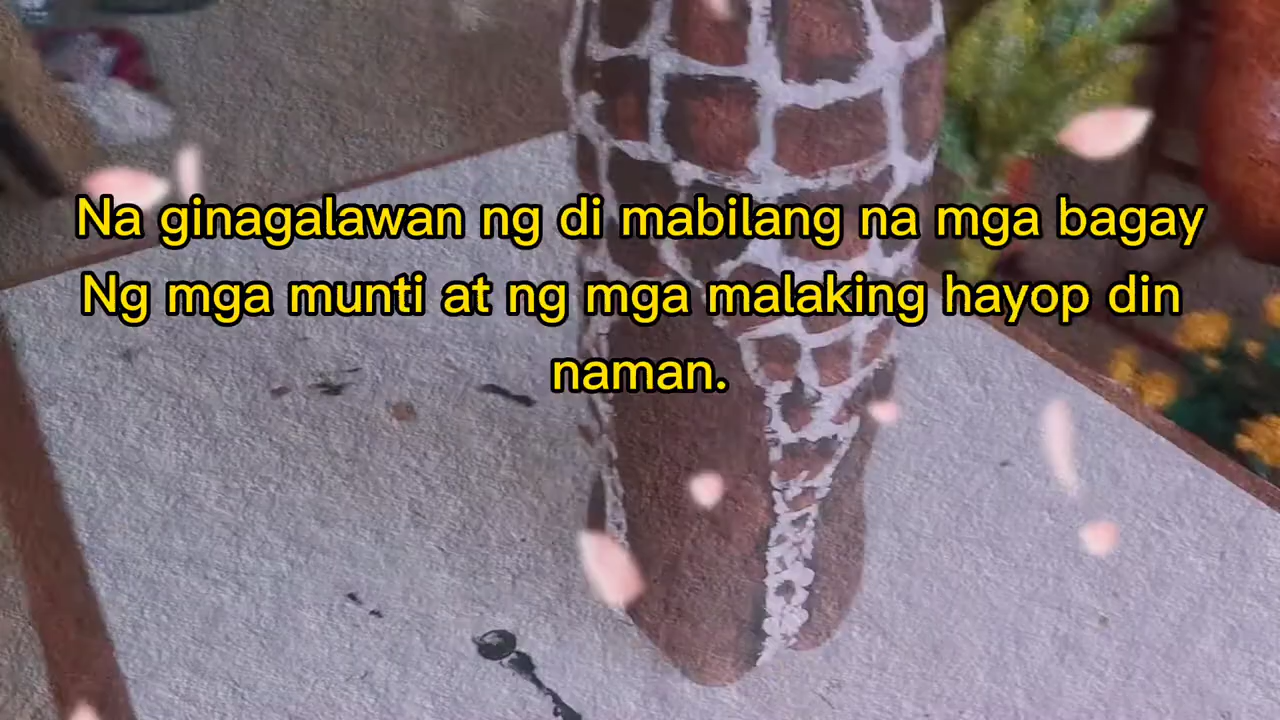 Na ginagalawan ng di mabilang na mga bagay
Ng mga munti at ng mga malaking hayop din
naman.